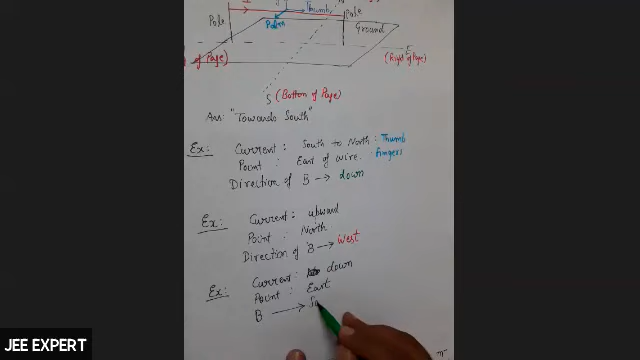 Thumb
Palm
Pole
Pole
Ground
of Page)
E
(Right of Page)
S (Bottom of Page)
Ans: "Towards South"
Ex: Current: South to North: Thumb
Point: East of wire. fingers
Direction of B → down
Ex: Current: upward
Point: North
Direction of B → West
Ex: Current: down
Point: East
B → So
JEE EXPERT